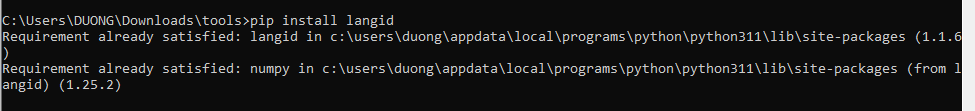 C:\Users\DUONG\Downloads\tools>pip install langid
Requirement already satisfied: langid in c:\users\duong\appdata\local\programs\python\python311\lib\site-packages (1.1.6
)
Requirement already satisfied: numpy in c:\users\duong\appdata\local\programs\python\python311\lib\site-packages (from l
angid) (1.25.2)